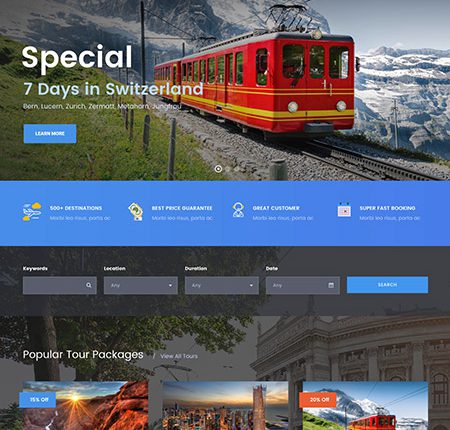 Special
7 Days in Switzerland
Bern, Lucern, Zurich, Zermatt, Metaharn, Jungfrau
LEARN MORE
500+ DESTINATIONS
Morbi leo risus, porta ac
BEST PRICE GUARANTEE
Morbi leo risus, porta ac
GREAT CUSTOMER
Morbi leo risus, porta ac
SUPER FAST BOOKING
Morbi leo risus, porta ac
Keywords
Location
Duration
Date
Any
Any
Any
SEARCH
Popular Tour Packages / View All Tours
15% Off
20% Off